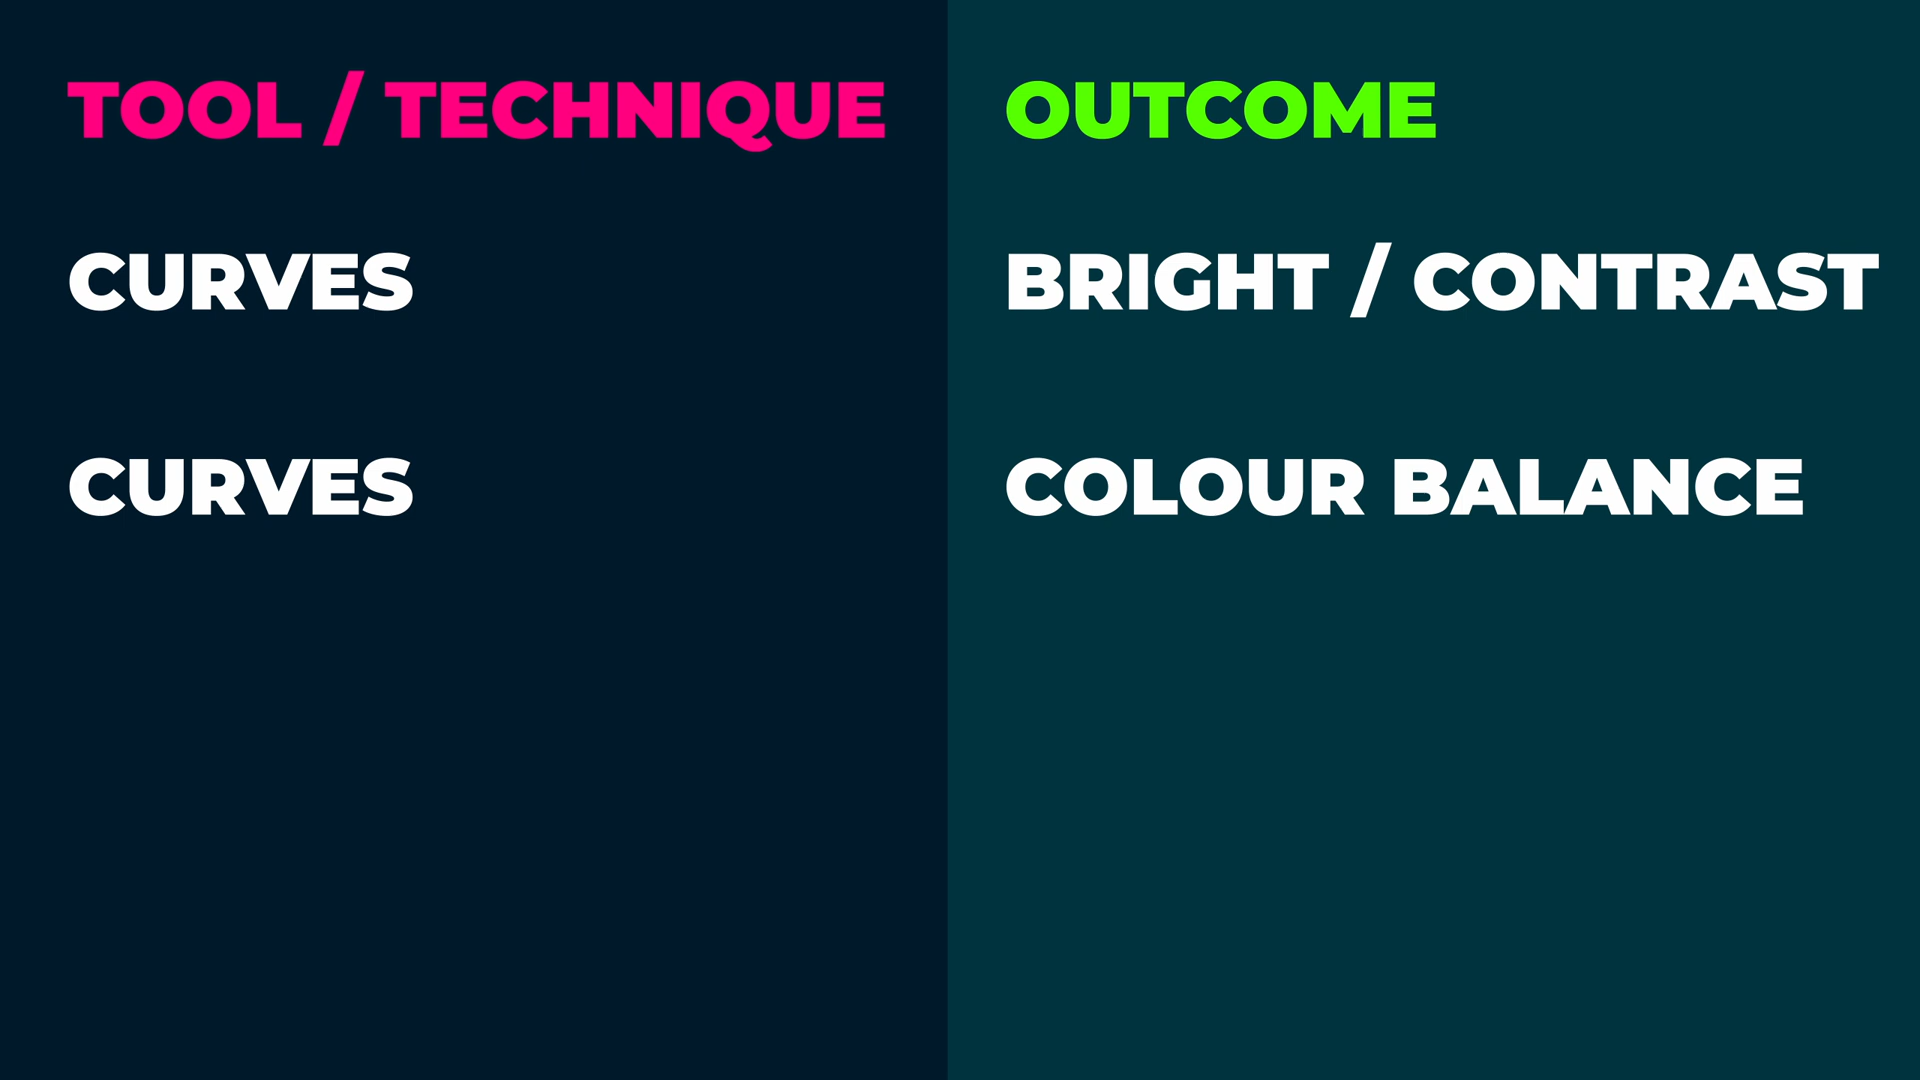 TOOL / TECHNIQUE
OUTCOME
CURVES
BRIGHT / CONTRAST
CURVES
COLOUR BALANCE